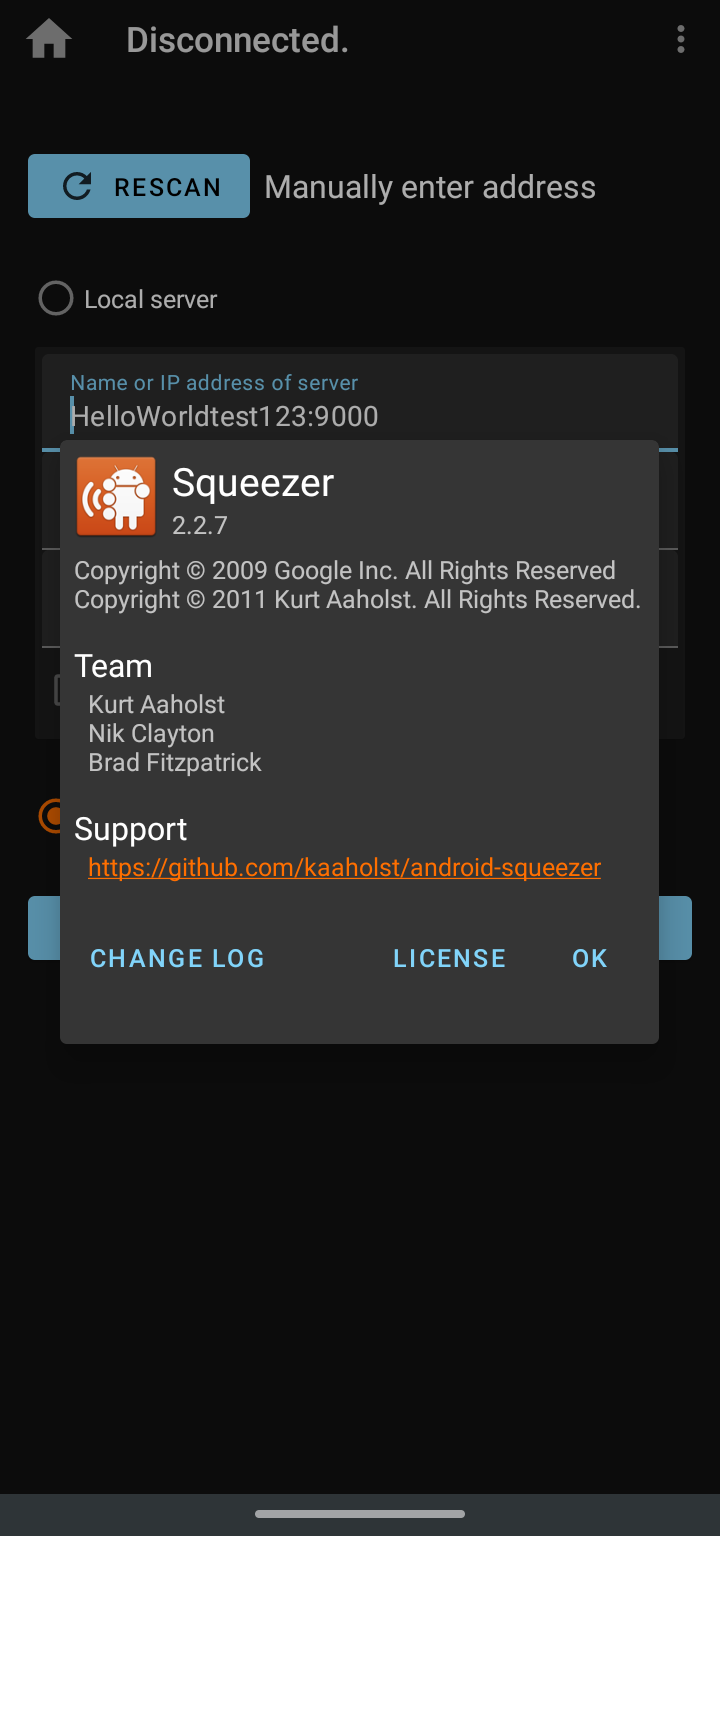 Disconnected.
RESCAN
Manually enter address
Local server
Name or IP address of server
HelloWorldtest123:9000
Squeezer
2.2.7
Copyright © 2009 Google Inc. All Rights Reserved
Copyright © 2011 Kurt Aaholst. All Rights Reserved.
Team
Kurt Aaholst
Nik Clayton
Brad Fitzpatrick
Support
https://github.com/kaaholst/android-squeezer
CHANGE LOG
LICENSE
OK